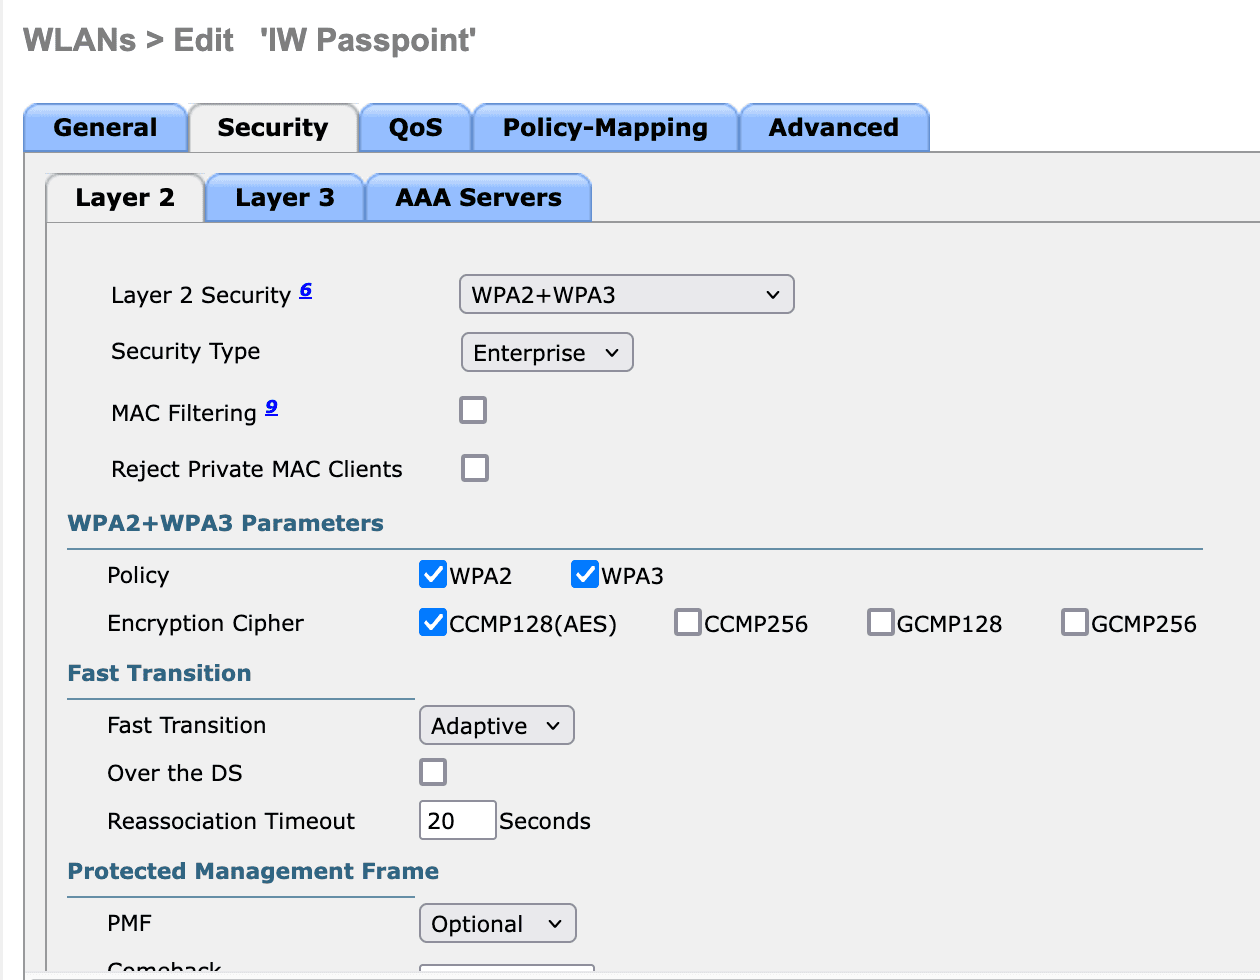 WLANs > Edit 'IW Passpoint'
General Security QoS Policy-Mapping Advanced
Layer 2 Layer 3 AAA Servers
Layer 2 Security 6 WPA2+WPA3
Security Type Enterprise
MAC Filtering 9
Reject Private MAC Clients
WPA2+WPA3 Parameters
Policy WPA2 WPA3
Encryption Cipher CCMP128(AES) CCMP256 GCMP128 GCMP256
Fast Transition
Fast Transition Adaptive
Over the DS
Reassociation Timeout 20 Seconds
Protected Management Frame
PMF Optional
Comeback